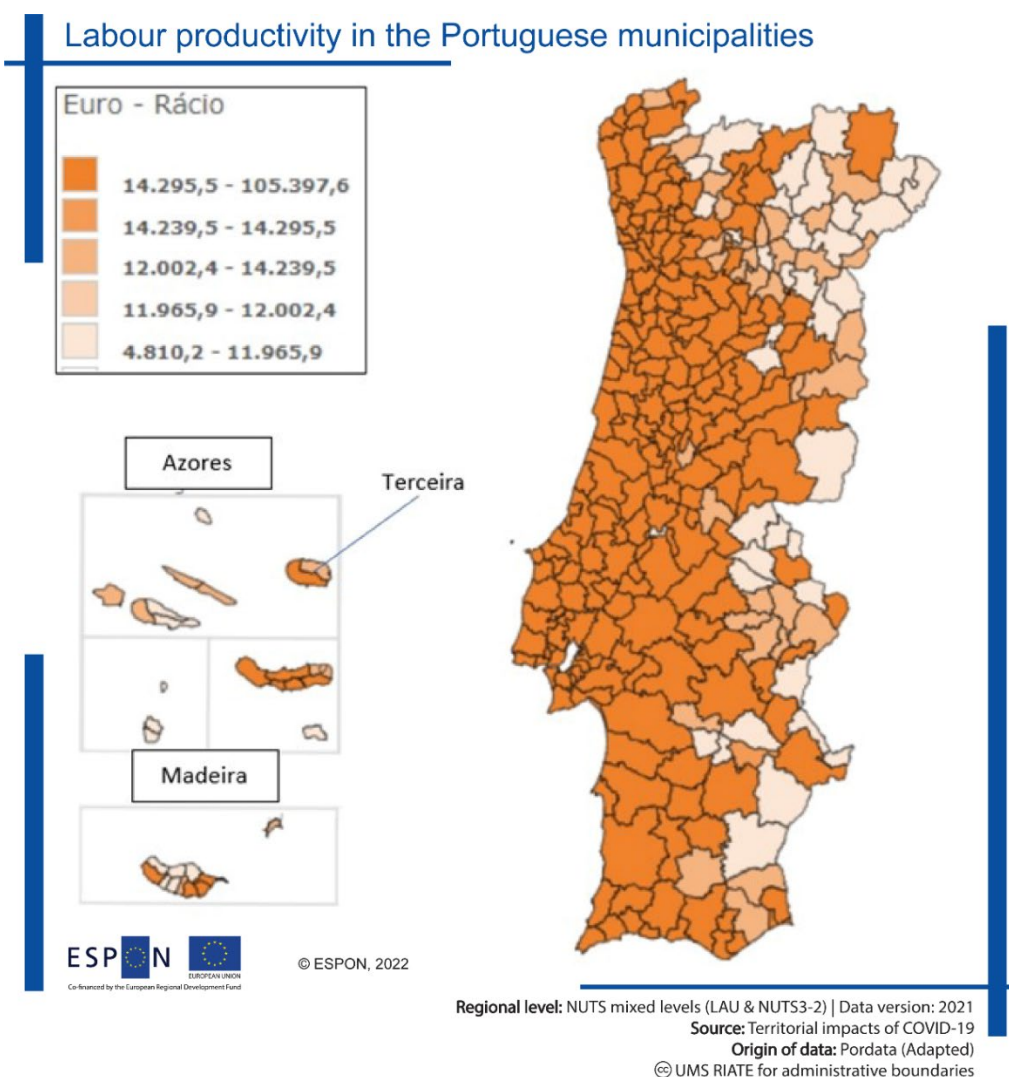 Labour productivity in the Portuguese municipalities
Euro - Rácio
14.295,5 - 105.397,6
14.239,5 - 14.295,5
12.002,4 - 14.239,5
11.965,9 - 12.002,4
4.810,2 - 11.965,9
Azores
Terceira
Madeira
ESPON
EUROPEAN UNION
Co-financed by the European Regional Development Fund
© ESPON, 2022
Regional level: NUTS mixed levels (LAU & NUTS3-2) | Data version: 2021
Source: Territorial impacts of COVID-19
Origin of data: Pordata (Adapted)
㏄ UMS RIATE for administrative boundaries